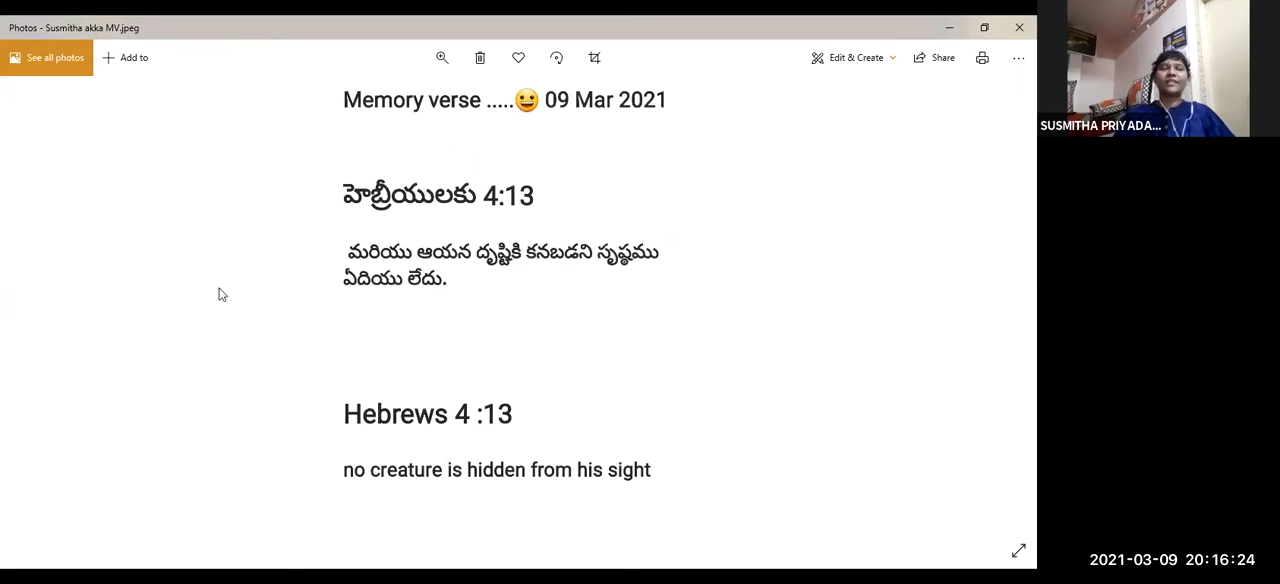 Photos - Susmitha akka MV.jpeg
See all photos
Add to
Edit & Create
Share
Memory verse .....😀 09 Mar 2021
హెబ్రీయులకు 4:13
మరియు ఆయన దృష్టికి కనబడని సృష్ఠము
ఏదియు లేదు.
Hebrews 4 :13
no creature is hidden from his sight
SUSMITHA PRIYADA...
2021-03-09 20:16:24